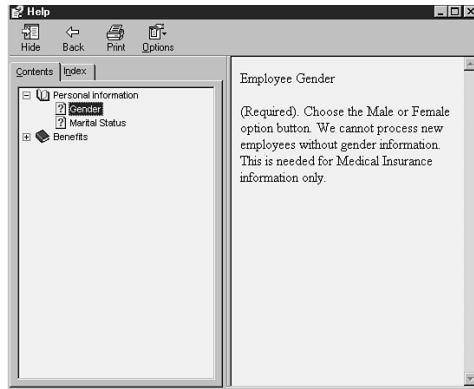 Help
Hide Back Print Options
Contents Index
Personal information
Gender
Marital Status
Benefits
Employee Gender
(Required). Choose the Male or Female
option button. We cannot process new
employees without gender information.
This is needed for Medical Insurance
information only.